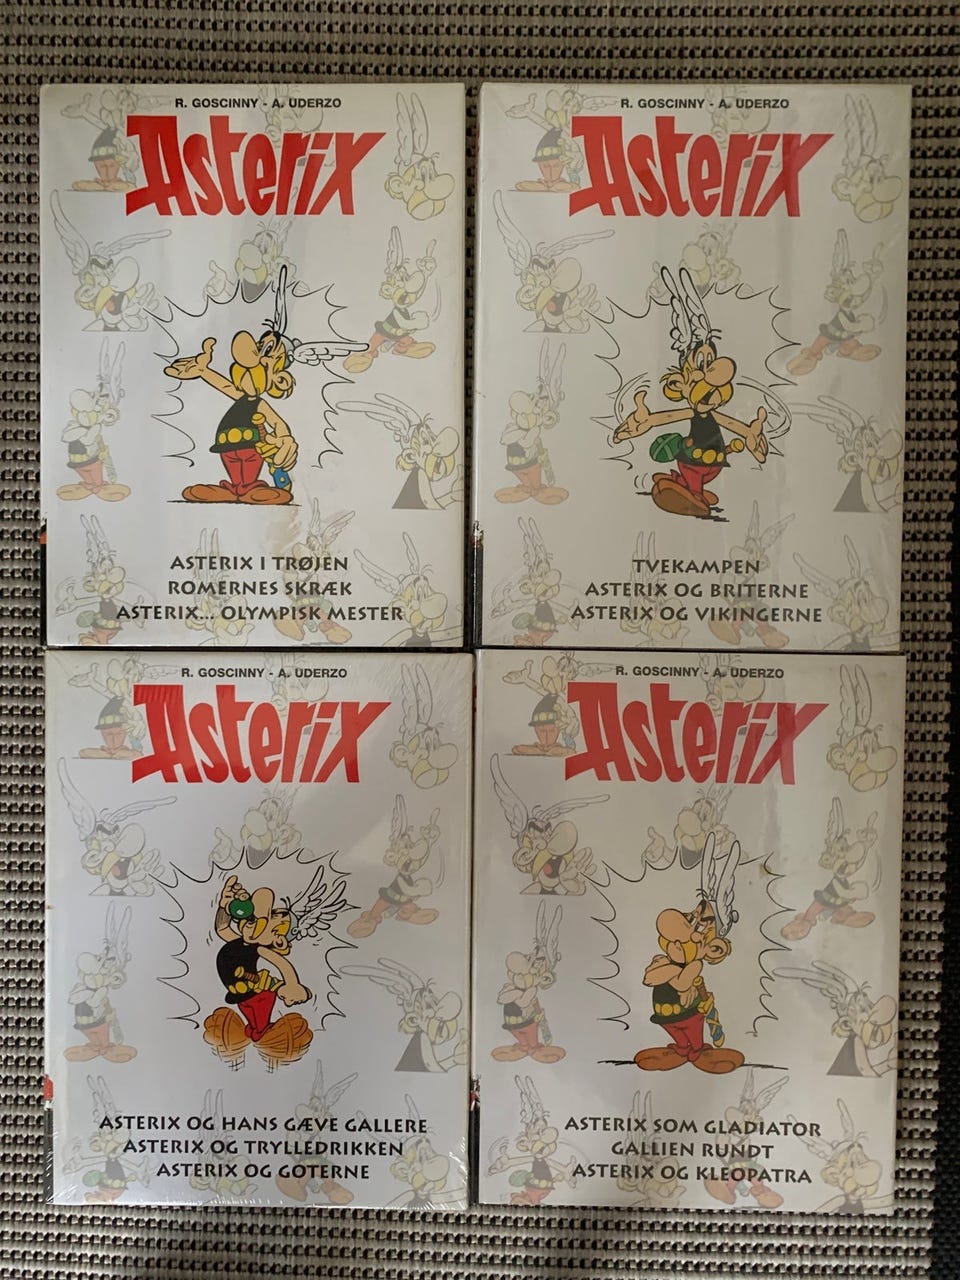 R. GOSCINNY - A. UDERZO
Asterix
ASTERIX I TRØJEN
ROMERNES SKRÆK
ASTERIX... OLYMPISK MESTER
R. GOSCINNY - A. UDERZO
Asterix
TVEKAMPEN
ASTERIX OG BRITERNE
ASTERIX OG VIKINGERNE
R. GOSCINNY - A. UDERZO
Asterix
ASTERIX OG HANS GÆVE GALLERE
ASTERIX OG TRYLLEDRIKKEN
ASTERIX OG GOTERNE
R. GOSCINNY - A. UDERZO
Asterix
ASTERIX SOM GLADIATOR
GALLIEN RUNDT
ASTERIX OG KLEOPATRA